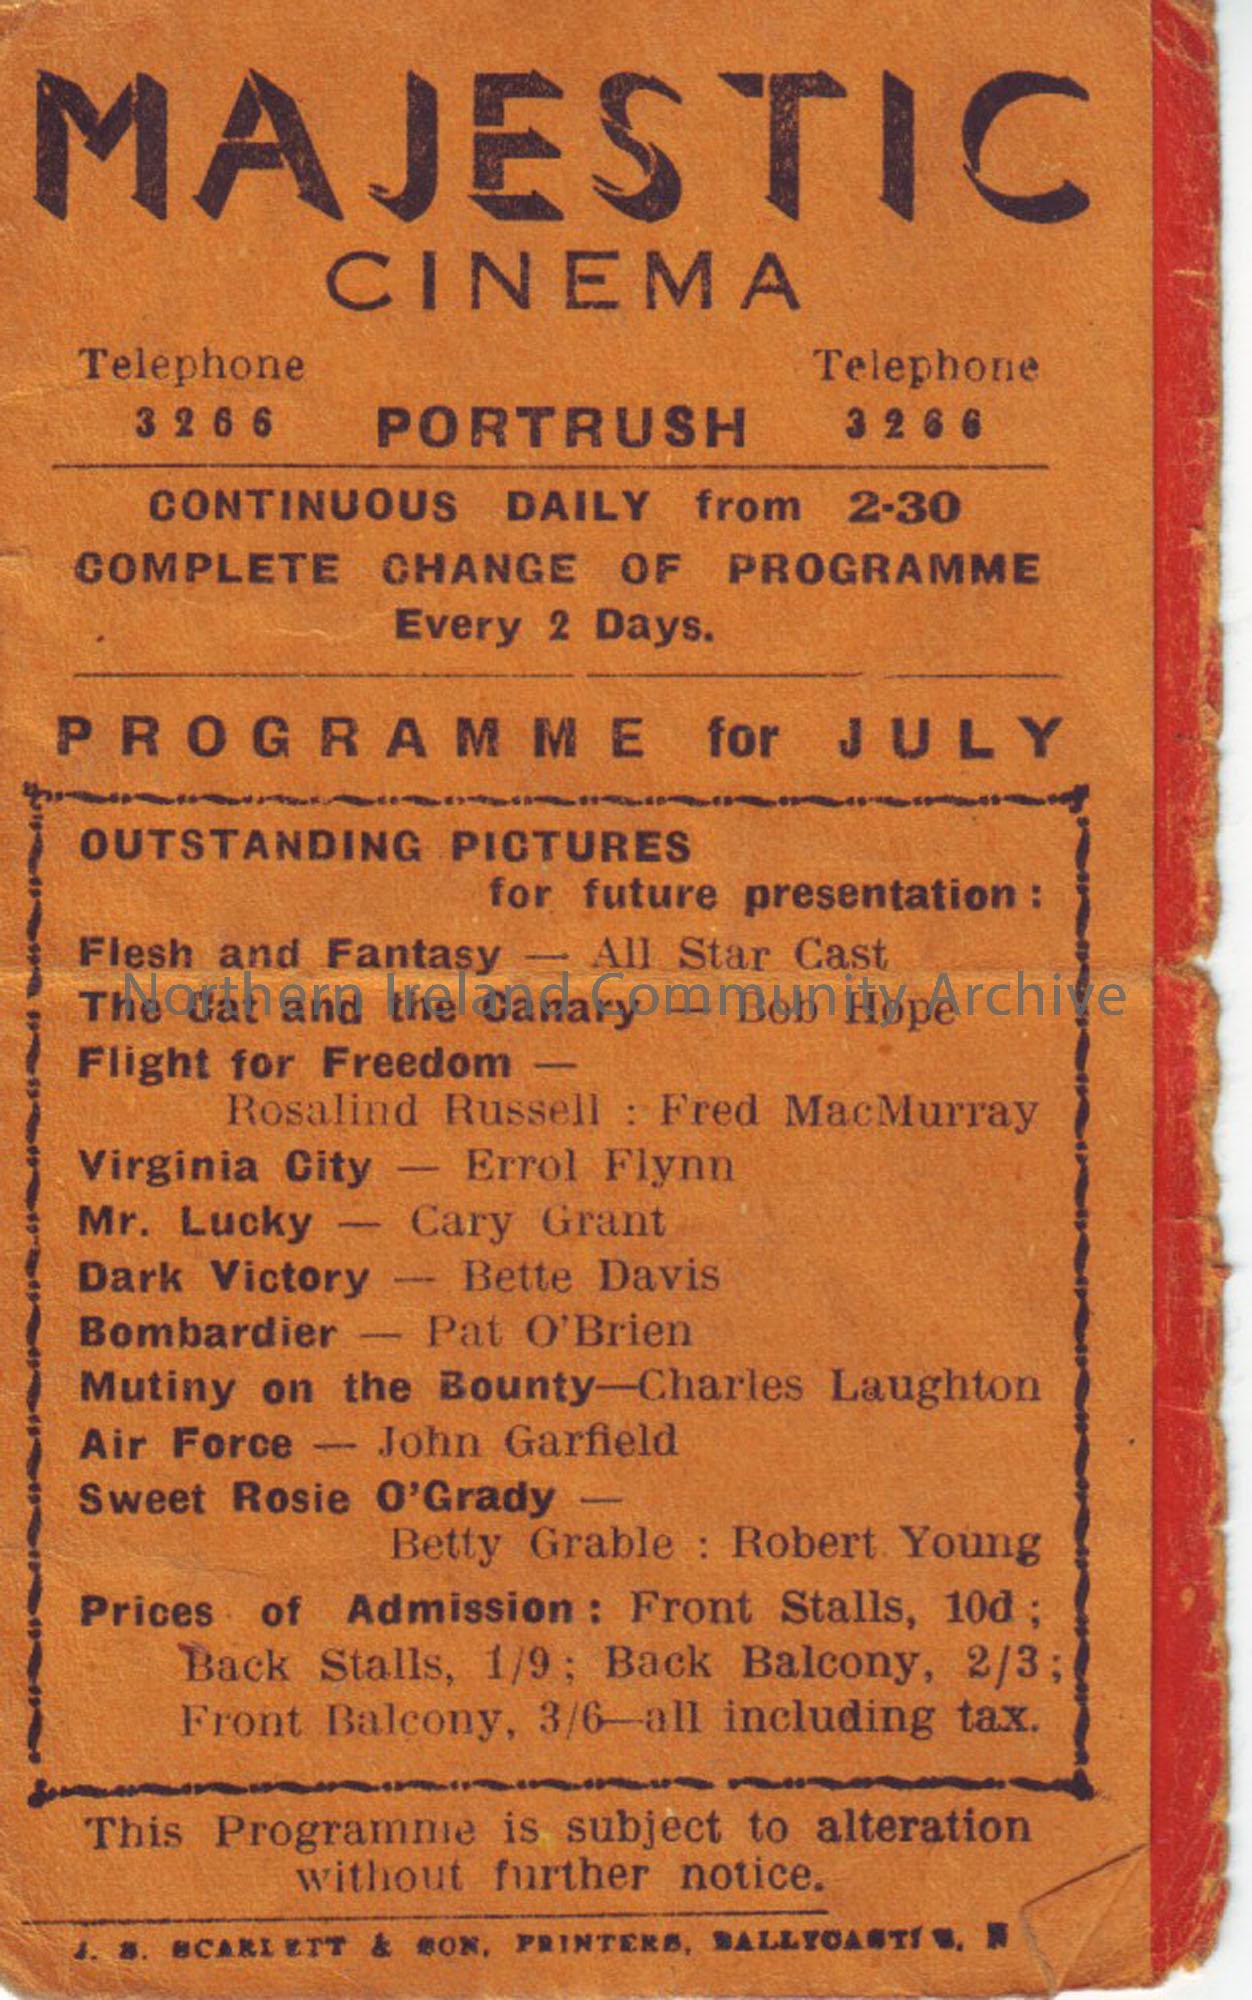 MAJESTIC
CINEMA
Telephone Telephone
3266 PORTRUSH 3266
CONTINUOUS DAILY from 2-30
COMPLETE CHANGE OF PROGRAMME
Every 2 Days.
PROGRAMME for JULY
OUTSTANDING PICTURES
for future presentation :
Flesh and Fantasy — All Star Cast
Northern Ireland Community Archive
The Cat and the Canary — Bob Hope
Flight for Freedom —
Rosalind Russell : Fred MacMurray
Virginia City — Errol Flynn
Mr. Lucky — Cary Grant
Dark Victory — Bette Davis
Bombardier — Pat O'Brien
Mutiny on the Bounty—Charles Laughton
Air Force — John Garfield
Sweet Rosie O'Grady —
Betty Grable : Robert Young
Prices of Admission : Front Stalls, 10d ;
Back Stalls, 1/9 ; Back Balcony, 2/3 ;
Front Balcony, 3/6—all including tax.
This Programme is subject to alteration
without further notice.
J. S. SCARLETT & SON, PRINTERS, BALLYCASTLE, N